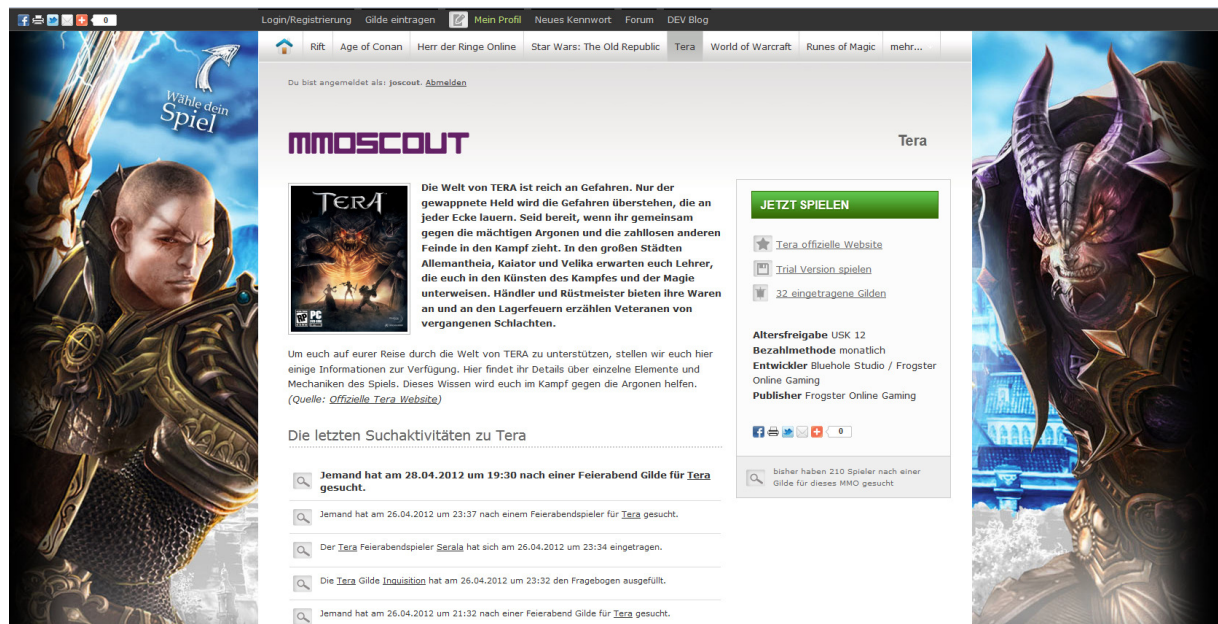 0
Login/Registrierung Gilde eintragen Mein Profil Neues Kennwort Forum DEV Blog
Rift Age of Conan Herr der Ringe Online Star Wars: The Old Republic Tera World of Warcraft Runes of Magic mehr...
Wähle dein
Spiel
Du bist angemeldet als: joscout. Abmelden
MMOSCOUT
Tera
TERA
PC
Die Welt von TERA ist reich an Gefahren. Nur der
gewappnete Held wird die Gefahren überstehen, die an
jeder Ecke lauern. Seid bereit, wenn ihr gemeinsam
gegen die mächtigen Argonen und die zahllosen anderen
Feinde in den Kampf zieht. In den großen Städten
Allemantheia, Kaiator und Velika erwarten euch Lehrer,
die euch in den Künsten des Kampfes und der Magie
unterweisen. Händler und Rüstmeister bieten ihre Waren
an und an den Lagerfeuern erzählen Veteranen von
vergangenen Schlachten.
Um euch auf eurer Reise durch die Welt von TERA zu unterstützen, stellen wir euch hier
einige Informationen zur Verfügung. Hier findet ihr Details über einzelne Elemente und
Mechaniken des Spiels. Dieses Wissen wird euch im Kampf gegen die Argonen helfen.
(Quelle: Offizielle Tera Website)
Die letzten Suchaktivitäten zu Tera
Jemand hat am 28.04.2012 um 19:30 nach einer Feierabend Gilde für Tera
gesucht.
Jemand hat am 26.04.2012 um 23:37 nach einem Feierabendspieler für Tera gesucht.
Der Tera Feierabendspieler Serala hat sich am 26.04.2012 um 23:34 eingetragen.
Die Tera Gilde Inquisition hat am 26.04.2012 um 23:32 den Fragebogen ausgefüllt.
Jemand hat am 26.04.2012 um 21:32 nach einer Feierabend Gilde für Tera gesucht.
JETZT SPIELEN
Tera offizielle Website
Trial Version spielen
32 eingetragene Gilden
Altersfreigabe USK 12
Bezahlmethode monatlich
Entwickler Bluehole Studio / Frogster
Online Gaming
Publisher Frogster Online Gaming
0
bisher haben 210 Spieler nach einer
Gilde für dieses MMO gesucht